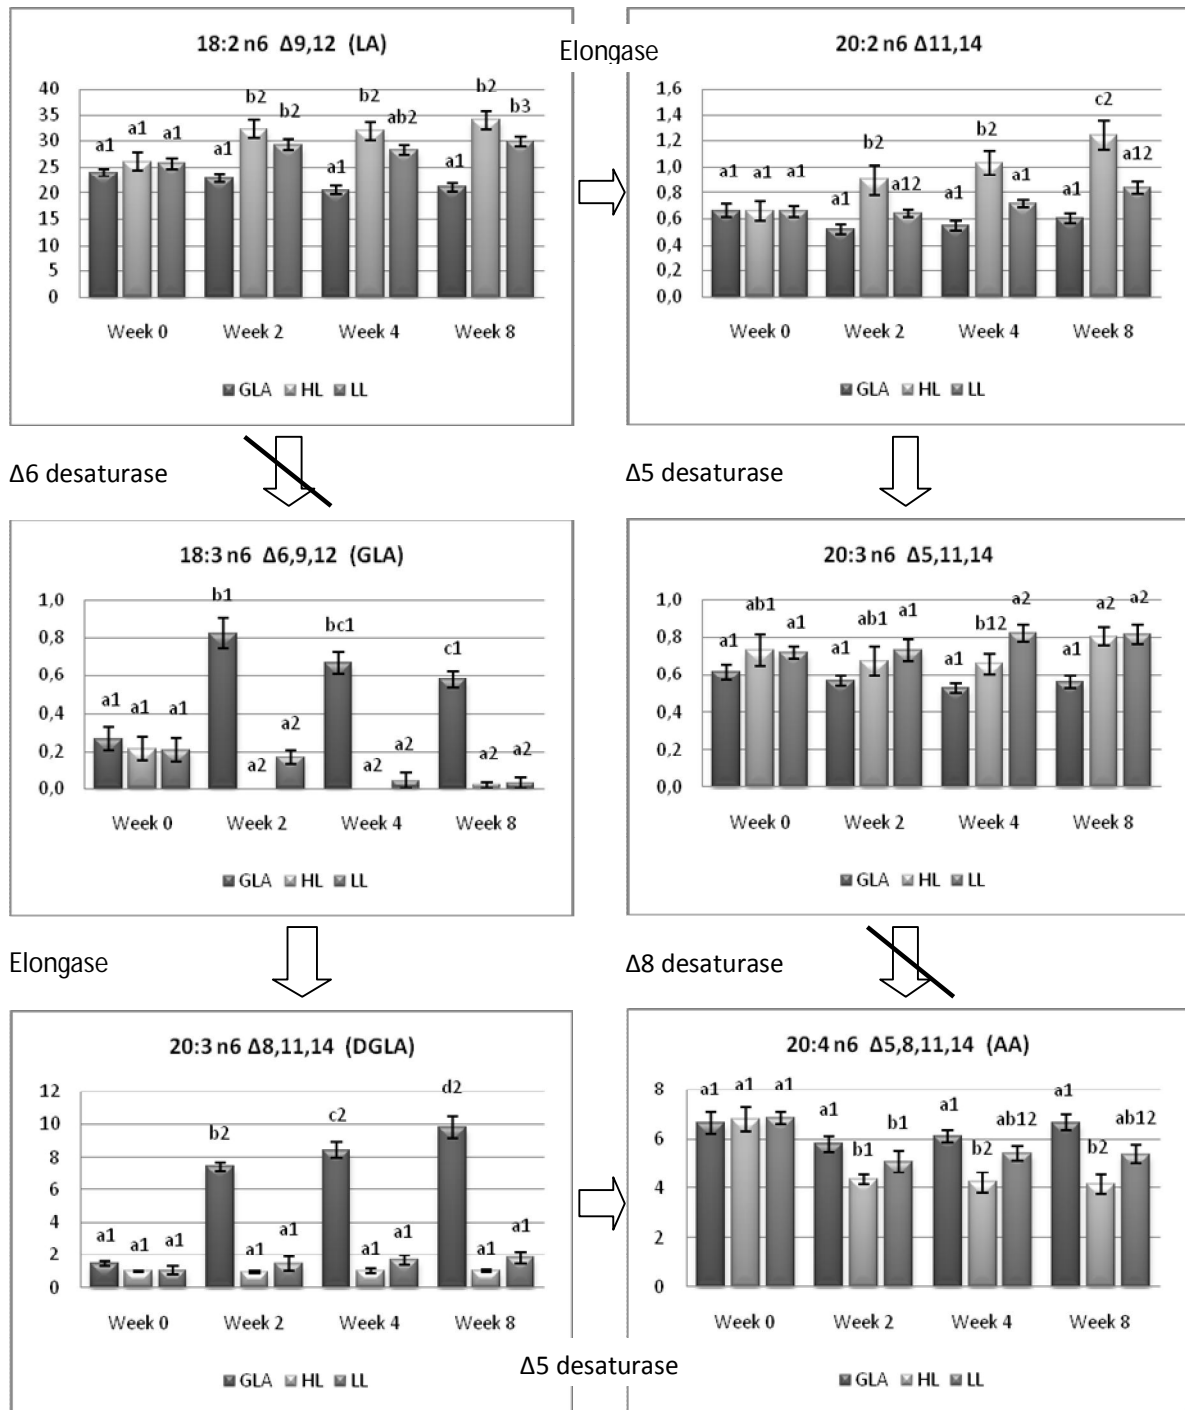 18:2 n6 Δ9,12 (LA)
40
35
30
25
20
15
10
5
0
a1 a1 a1 a1 b2 b2 a1 b2 ab2 a1 b2 b3
Week 0 Week 2 Week 4 Week 8
GLA HL LL
Elongase
20:2 n6 Δ11,14
1,6
1,4
1,2
1,0
0,8
0,6
0,4
0,2
0,0
a1 a1 a1 a1 b2 a12 a1 b2 a1 a1 c2 a12
Week 0 Week 2 Week 4 Week 8
GLA HL LL
Δ6 desaturase
Δ5 desaturase
18:3 n6 Δ6,9,12 (GLA)
1,0
0,8
0,6
0,4
0,2
0,0
a1 a1 a1 b1 a2 a2 bc1 a2 a2 c1 a2 a2
Week 0 Week 2 Week 4 Week 8
GLA HL LL
20:3 n6 Δ5,11,14
1,0
0,8
0,6
0,4
0,2
0,0
a1 ab1 a1 a1 ab1 a1 a1 b12 a2 a1 a2 a2
Week 0 Week 2 Week 4 Week 8
GLA HL LL
Elongase
Δ8 desaturase
20:3 n6 Δ8,11,14 (DGLA)
12
10
8
6
4
2
0
a1 a1 a1 b2 a1 a1 c2 a1 a1 d2 a1 a1
Week 0 Week 2 Week 4 Week 8
GLA HL LL
20:4 n6 Δ5,8,11,14 (AA)
8
6
4
2
0
a1 a1 a1 a1 b1 b1 a1 b2 ab12 a1 b2 ab12
Week 0 Week 2 Week 4 Week 8
GLA HL LL
Δ5 desaturase